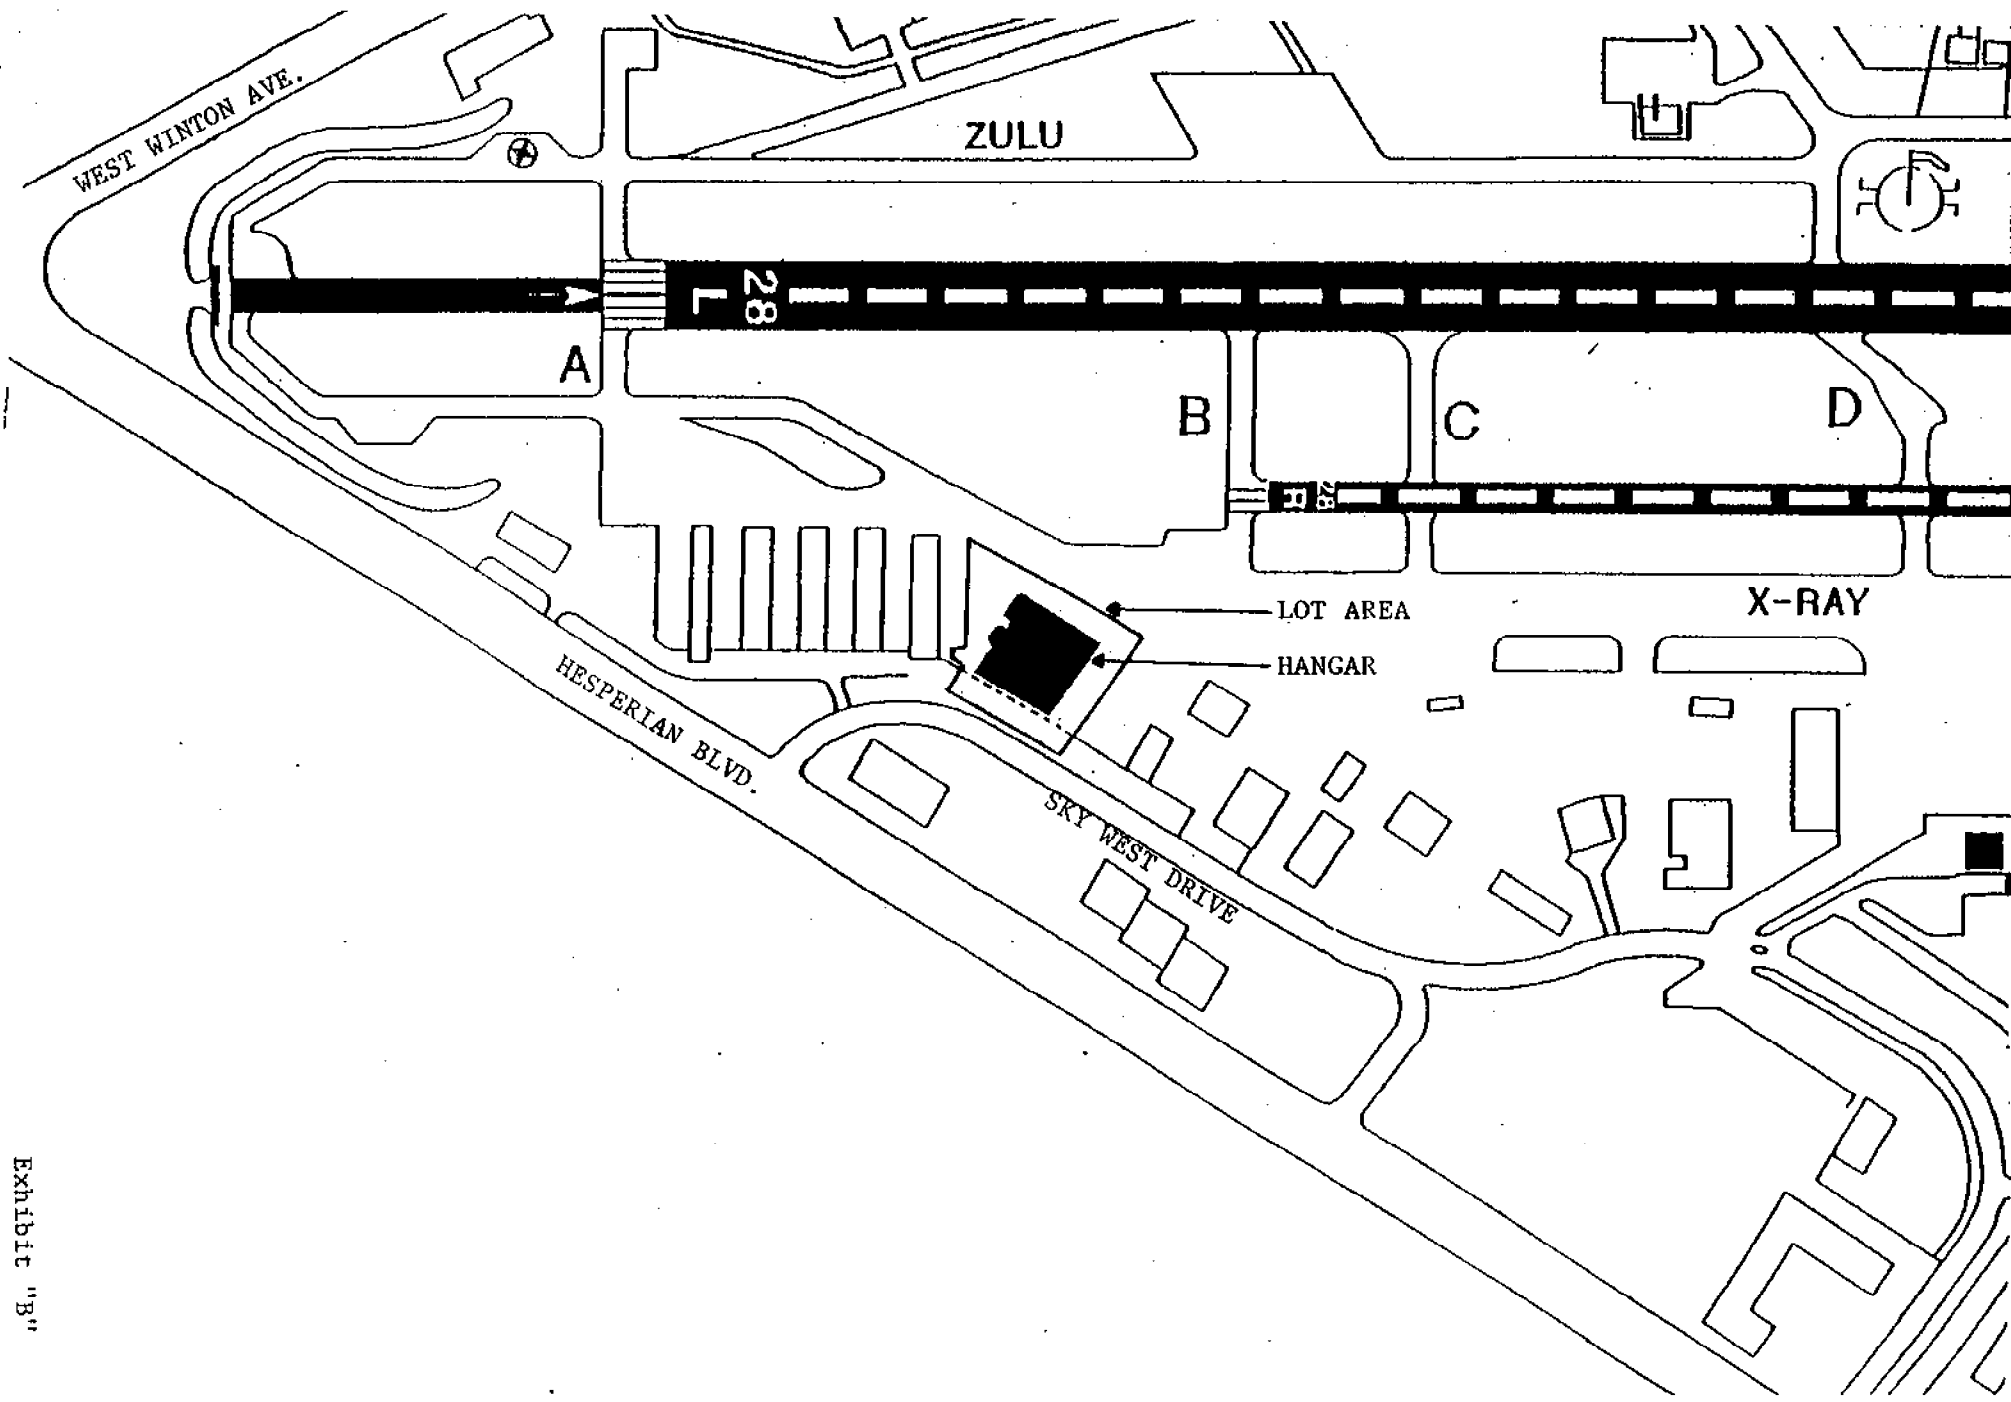 WEST WINTON AVE.
ZULU
28
L
A
B
C
D
28
R
X-RAY
LOT AREA
HANGAR
HESPERIAN BLVD.
SKY WEST DRIVE
Exhibit "B"